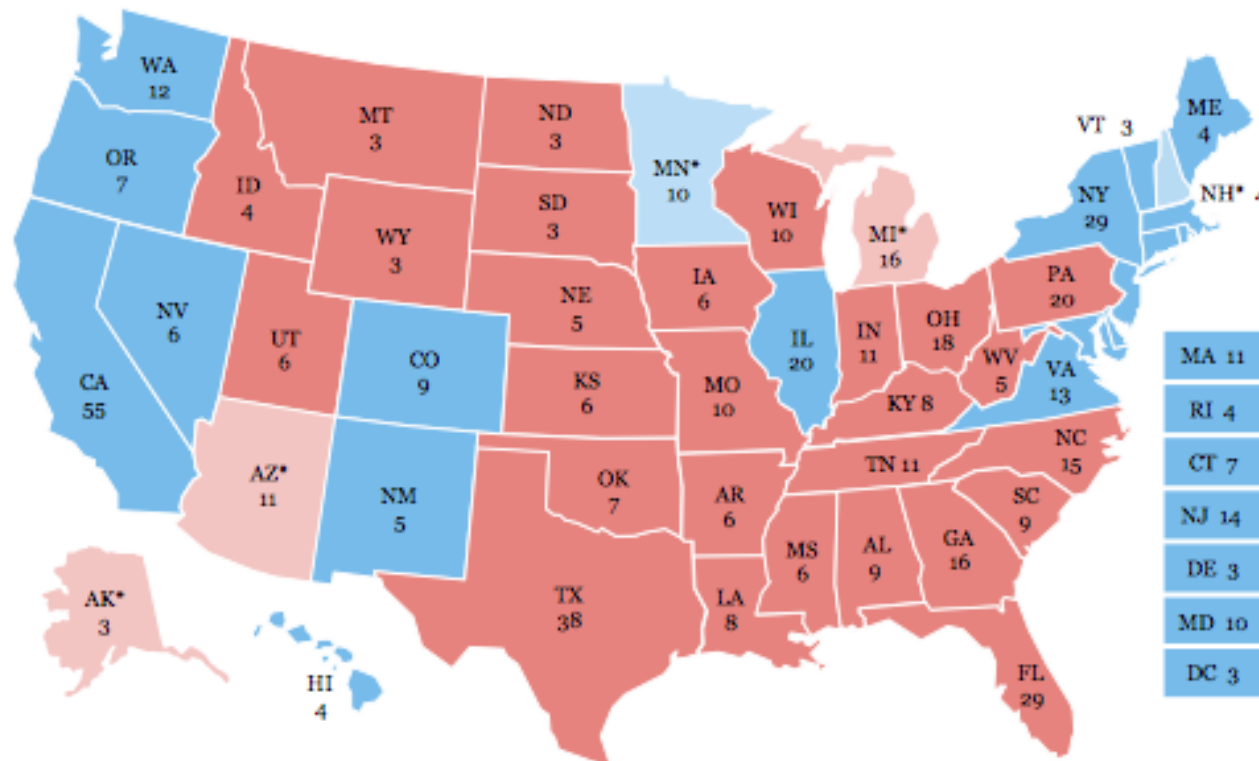 WA
12
OR
7
CA
55
NV
6
ID
4
MT
3
WY
3
UT
6
CO
9
AZ*
11
NM
5
ND
3
SD
3
NE
5
KS
6
OK
7
TX
38
MN*
10
IA
6
MO
10
AR
6
LA
8
WI
10
IL
20
MI*
16
IN
11
OH
18
KY 8
TN 11
MS
6
AL
9
GA
16
FL
29
SC
9
NC
15
WV
5
VA
13
PA
20
NY
29
VT 3
ME
4
NH*
MA 11
RI 4
CT 7
NJ 14
DE 3
MD 10
DC 3
AK*
3
HI
4